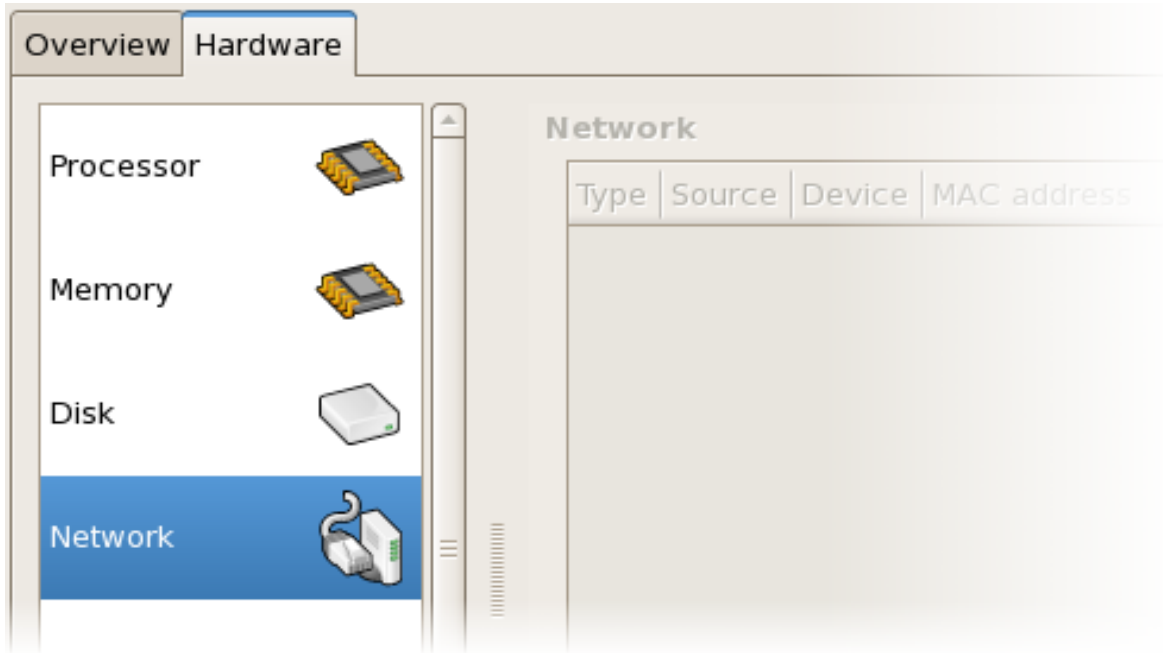 Overview Hardware
Processor
Memory
Disk
Network
Network
Type Source Device MAC address